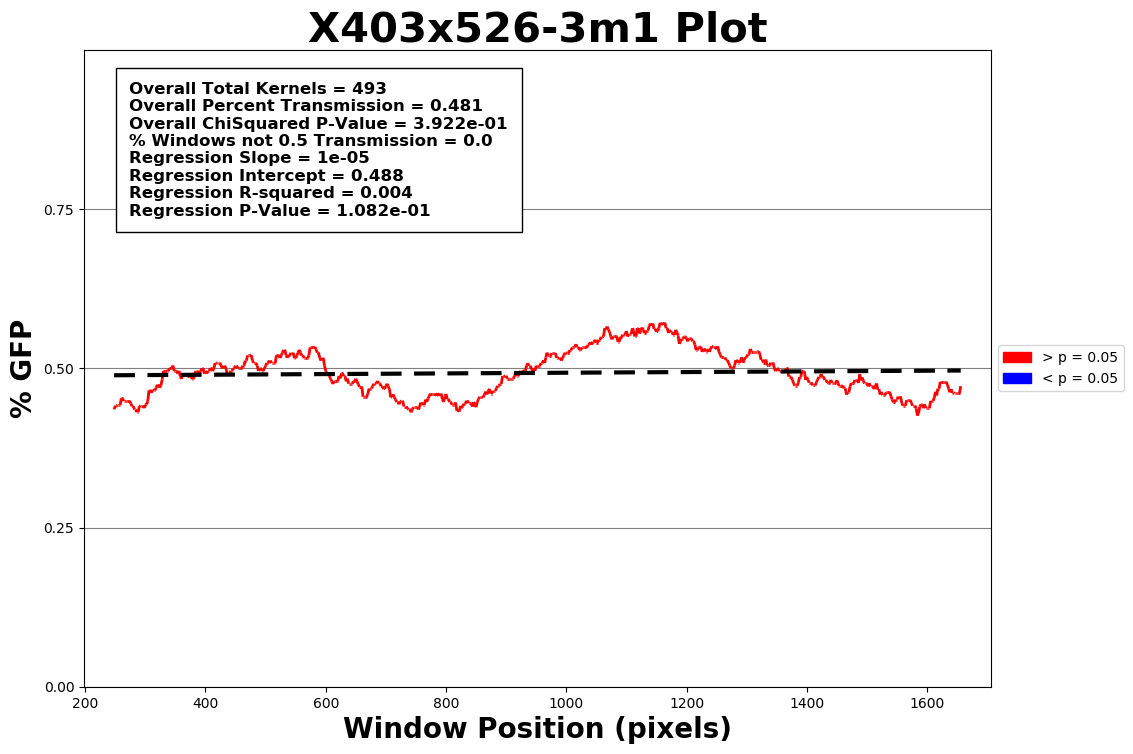 X403x526-3m1 Plot
Overall Total Kernels = 493
Overall Percent Transmission = 0.481
Overall ChiSquared P-Value = 3.922e-01
% Windows not 0.5 Transmission = 0.0
Regression Slope = 1e-05
Regression Intercept = 0.488
Regression R-squared = 0.004
Regression P-Value = 1.082e-01
% GFP
0.75
0.50
0.25
0.00
> p = 0.05
< p = 0.05
200 400 600 800 1000 1200 1400 1600
Window Position (pixels)